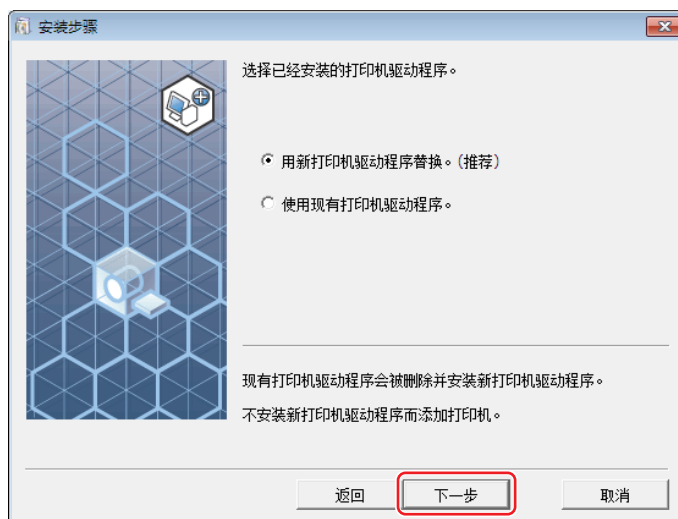 安装步骤
选择已经安装的打印机驱动程序。
用新打印机驱动程序替换。(推荐)
使用现有打印机驱动程序。
现有打印机驱动程序会被删除并安装新打印机驱动程序。
不安装新打印机驱动程序而添加打印机。
返回
下一步
取消